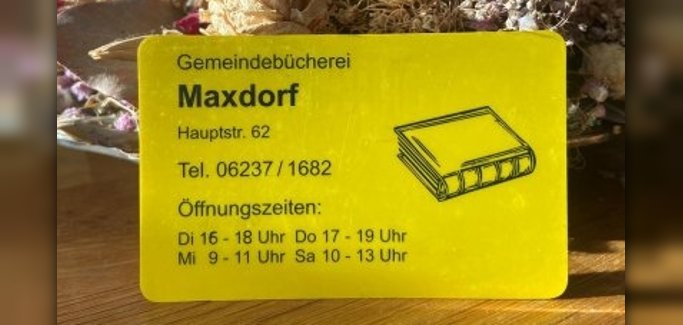 Gemeindebücherei
Maxdorf
Hauptstr. 62
Tel. 06237 / 1682
Öffnungszeiten:
Di 16 - 18 Uhr Do 17 - 19 Uhr
Mi 9 - 11 Uhr Sa 10 - 13 Uhr